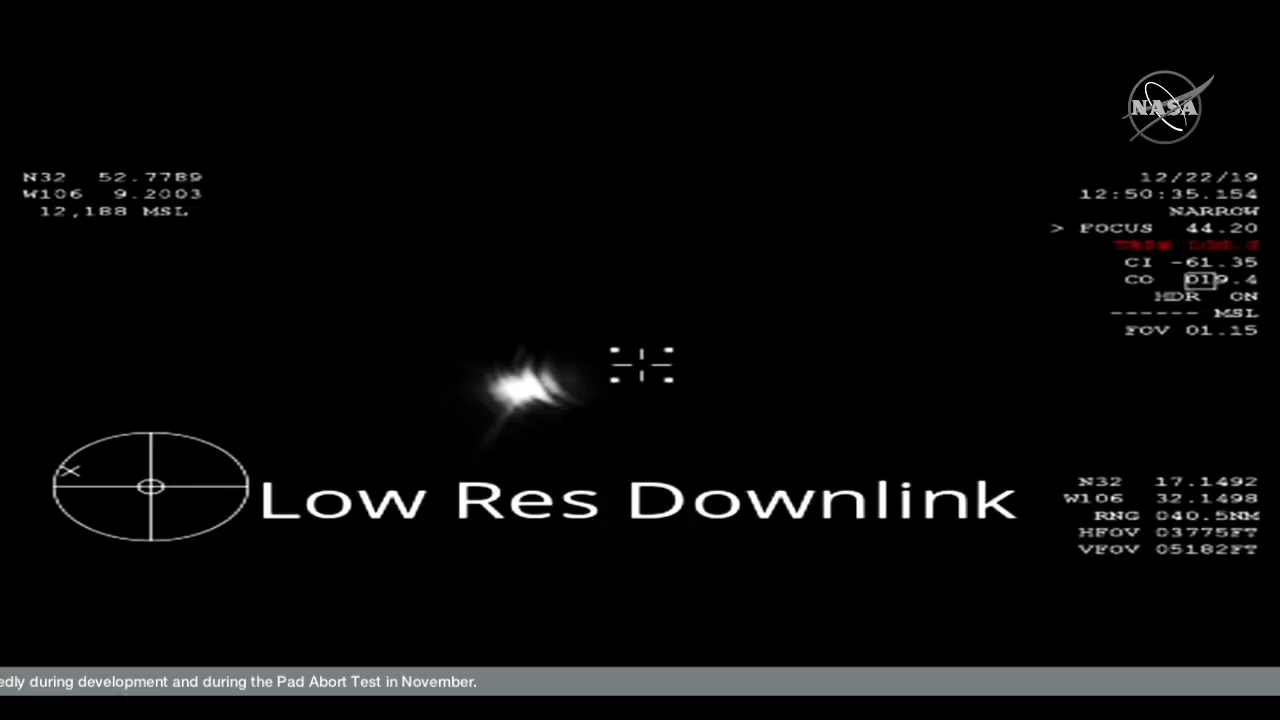 NASA
N32 52.7789
W106 9.2003
12,188 MSL
12/22/19
12:50:35.154
NARROW
> FOCUS 44.20
CI -61.35
CO 019.4
HDR ON
------ MSL
FOV 01.15
Low Res Downlink
N32 17.1492
W106 32.1498
RNG 040.5NM
HFOV 03775FT
VFOV 05182FT
edly during development and during the Pad Abort Test in November.